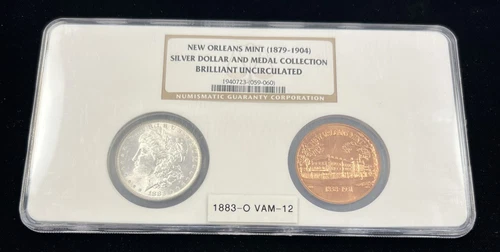 NEW ORLEANS MINT (1879-1904)
SILVER DOLLAR AND MEDAL COLLECTION
BRILLIANT UNCIRCULATED
(940723-(059-060)
NUMISMATIC GUARANTY CORPORATION
1883-O VAM-12